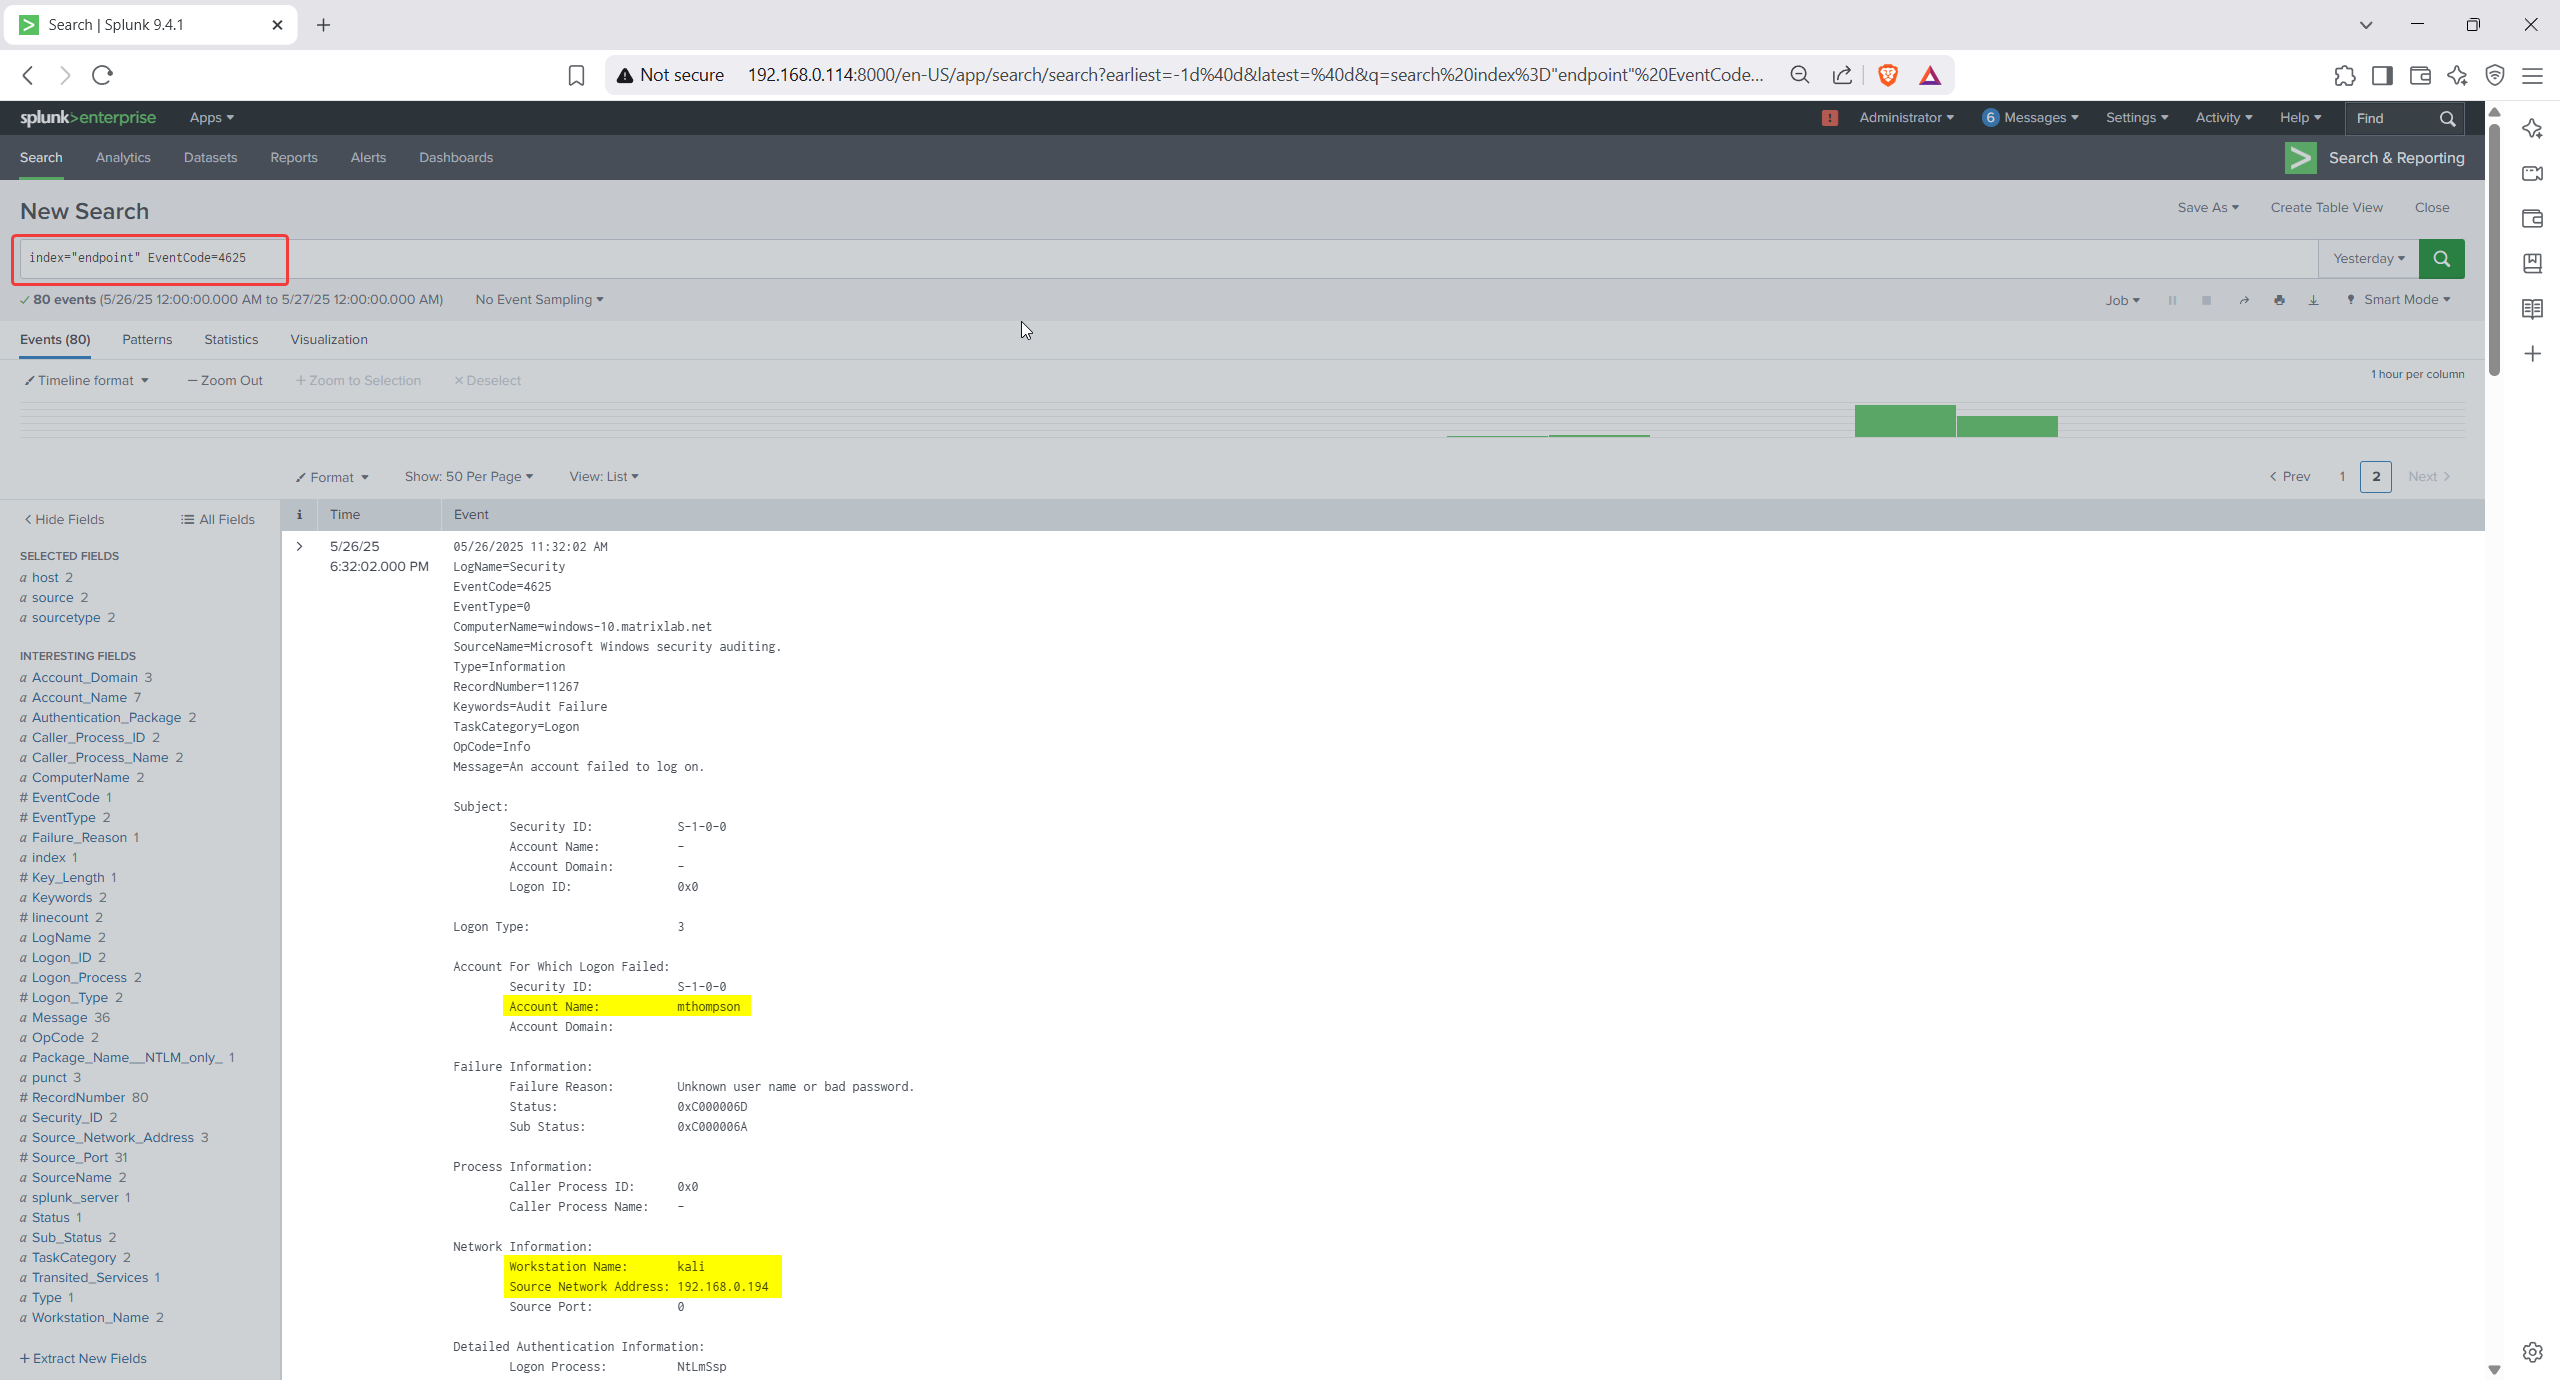 Search | Splunk 9.4.1
Not secure 192.168.0.114:8000/en-US/app/search/search?earliest=-1d%40d&latest=%40d&q=search%20index%3D"endpoint"%20EventCode...
splunk>enterprise Apps
! Administrator 6 Messages Settings Activity Help Find
Search Analytics Datasets Reports Alerts Dashboards
Search & Reporting
New Search
Save As Create Table View Close
index="endpoint" EventCode=4625
Yesterday
80 events (5/26/25 12:00:00.000 AM to 5/27/25 12:00:00.000 AM) No Event Sampling
Job Smart Mode
Events (80) Patterns Statistics Visualization
Timeline format — Zoom Out + Zoom to Selection × Deselect
1 hour per column
Format Show: 50 Per Page View: List
< Prev 1 2 Next >
< Hide Fields All Fields
i Time Event
SELECTED FIELDS
a host 2
a source 2
a sourcetype 2
INTERESTING FIELDS
a Account_Domain 3
a Account_Name 7
a Authentication_Package 2
a Caller_Process_ID 2
a Caller_Process_Name 2
a ComputerName 2
# EventCode 1
# EventType 2
a Failure_Reason 1
a index 1
# Key_Length 1
a Keywords 2
# linecount 2
a LogName 2
a Logon_ID 2
a Logon_Process 2
# Logon_Type 2
a Message 36
a OpCode 2
a Package_Name__NTLM_only_ 1
a punct 3
# RecordNumber 80
a Security_ID 2
a Source_Network_Address 3
# Source_Port 31
a SourceName 2
a splunk_server 1
a Status 1
a Sub_Status 2
a TaskCategory 2
a Transited_Services 1
a Type 1
a Workstation_Name 2
+ Extract New Fields
5/26/25
6:32:02.000 PM
05/26/2025 11:32:02 AM
LogName=Security
EventCode=4625
EventType=0
ComputerName=windows-10.matrixlab.net
SourceName=Microsoft Windows security auditing.
Type=Information
RecordNumber=11267
Keywords=Audit Failure
TaskCategory=Logon
OpCode=Info
Message=An account failed to log on.
Subject:
Security ID: S-1-0-0
Account Name: -
Account Domain: -
Logon ID: 0x0
Logon Type: 3
Account For Which Logon Failed:
Security ID: S-1-0-0
Account Name: mthompson
Account Domain:
Failure Information:
Failure Reason: Unknown user name or bad password.
Status: 0xC000006D
Sub Status: 0xC000006A
Process Information:
Caller Process ID: 0x0
Caller Process Name: -
Network Information:
Workstation Name: kali
Source Network Address: 192.168.0.194
Source Port: 0
Detailed Authentication Information:
Logon Process: NtLmSsp